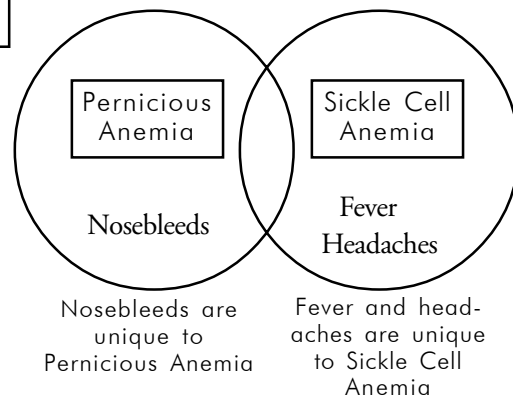 Pernicious
Anemia
Sickle Cell
Anemia
Nosebleeds
Fever
Headaches
Nosebleeds are
unique to
Pernicious Anemia
Fever and head-
aches are unique
to Sickle Cell
Anemia